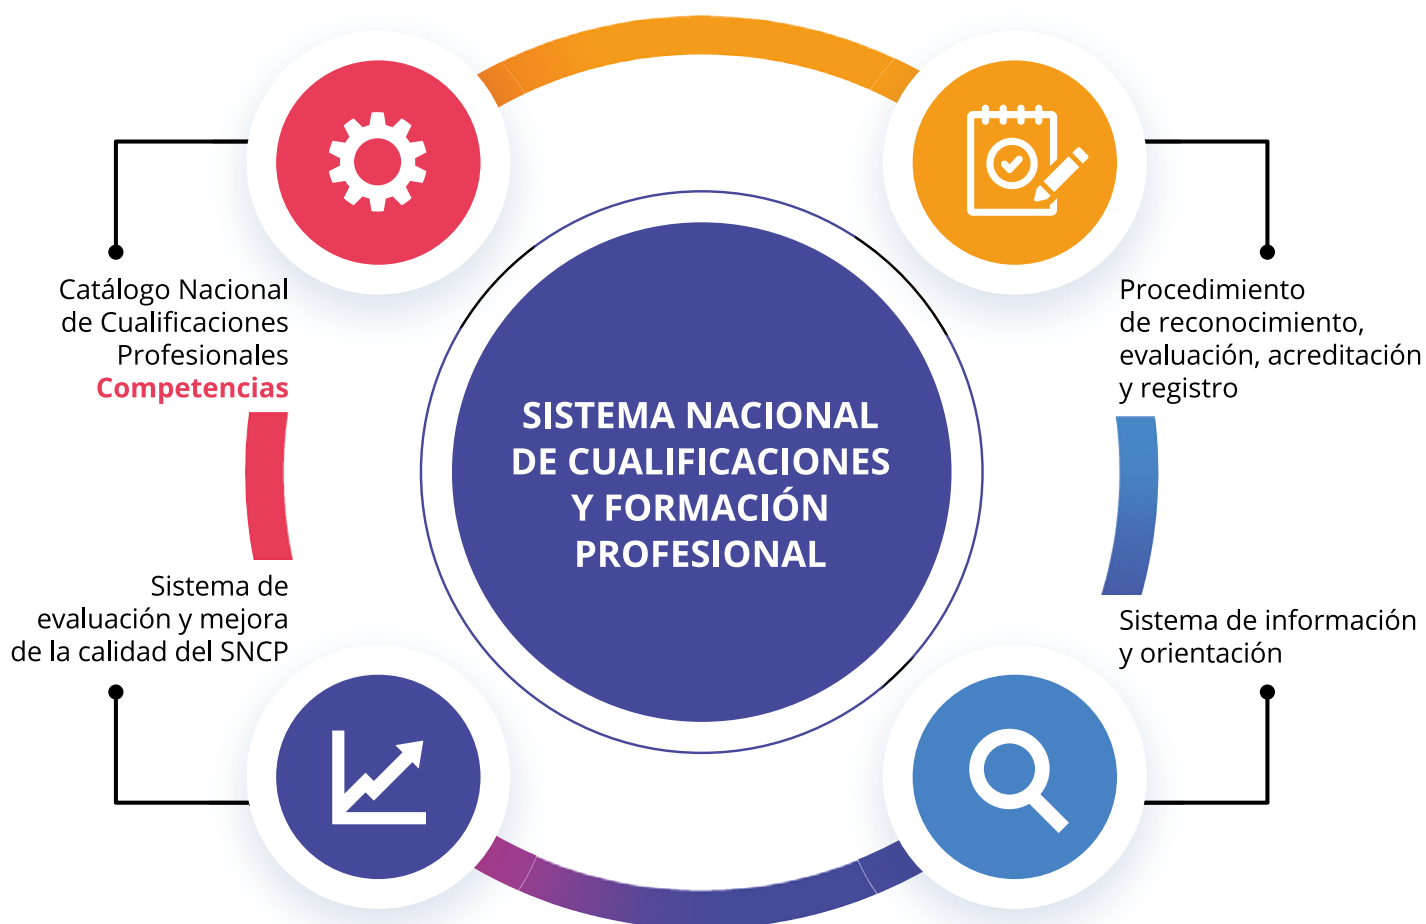 Catálogo Nacional
de Cualificaciones
Profesionales
Competencias
Procedimiento
de reconocimiento,
evaluación, acreditación
y registro
SISTEMA NACIONAL
DE CUALIFICACIONES
Y FORMACIÓN
PROFESIONAL
Sistema de
evaluación y mejora
de la calidad del SNCP
Sistema de información
y orientación